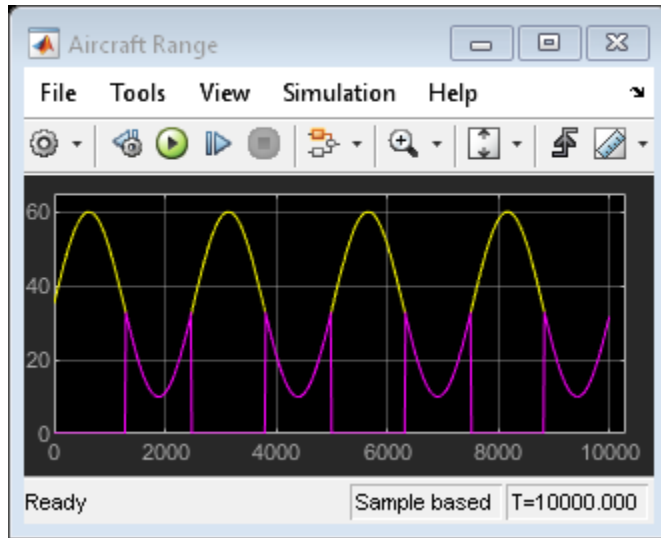 Aircraft Range
File Tools View Simulation Help
60
40
20
0
0 2000 4000 6000 8000 10000
Ready Sample based T=10000.000